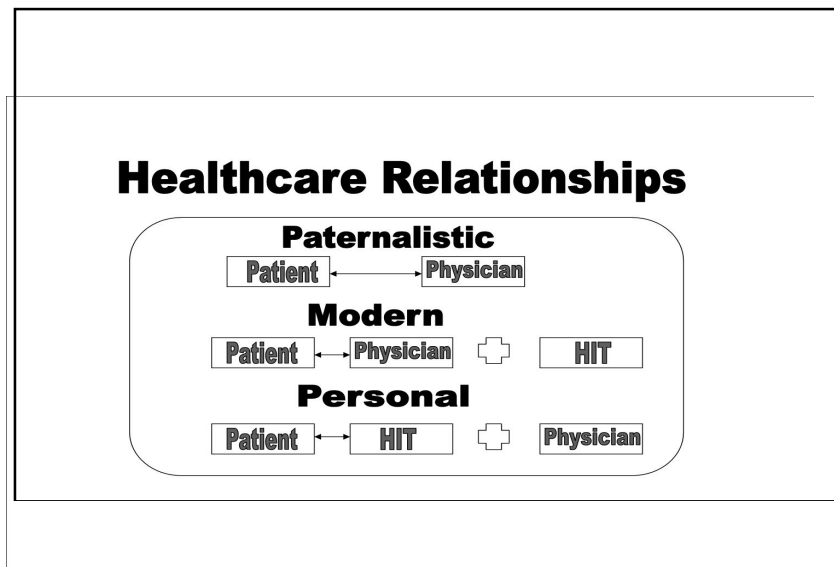 Healthcare Relationships
Paternalistic
Patient Physician
Modern
Patient Physician HIT
Personal
Patient HIT Physician